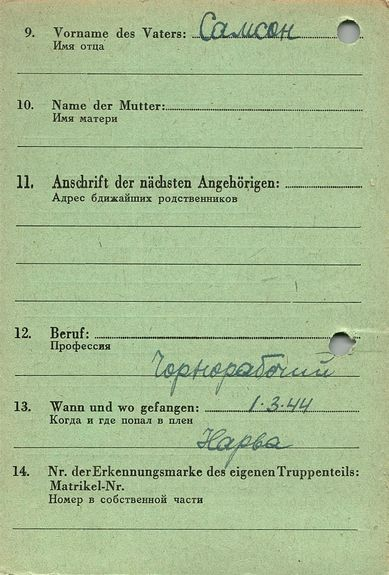 9. Vorname des Vaters: Самсон
Имя отца
10. Name der Mutter:
Имя матери
11. Anschrift der nächsten Angehörigen:
Адрес ближайших родственников
12. Beruf:
Профессия
Чорнорабочий
13. Wann und wo gefangen: 1.3.44
Когда и где попал в плен
Нарва
14. Nr. der Erkennungsmarke des eigenen Truppenteils:
Matrikel-Nr.
Номер в собственной части